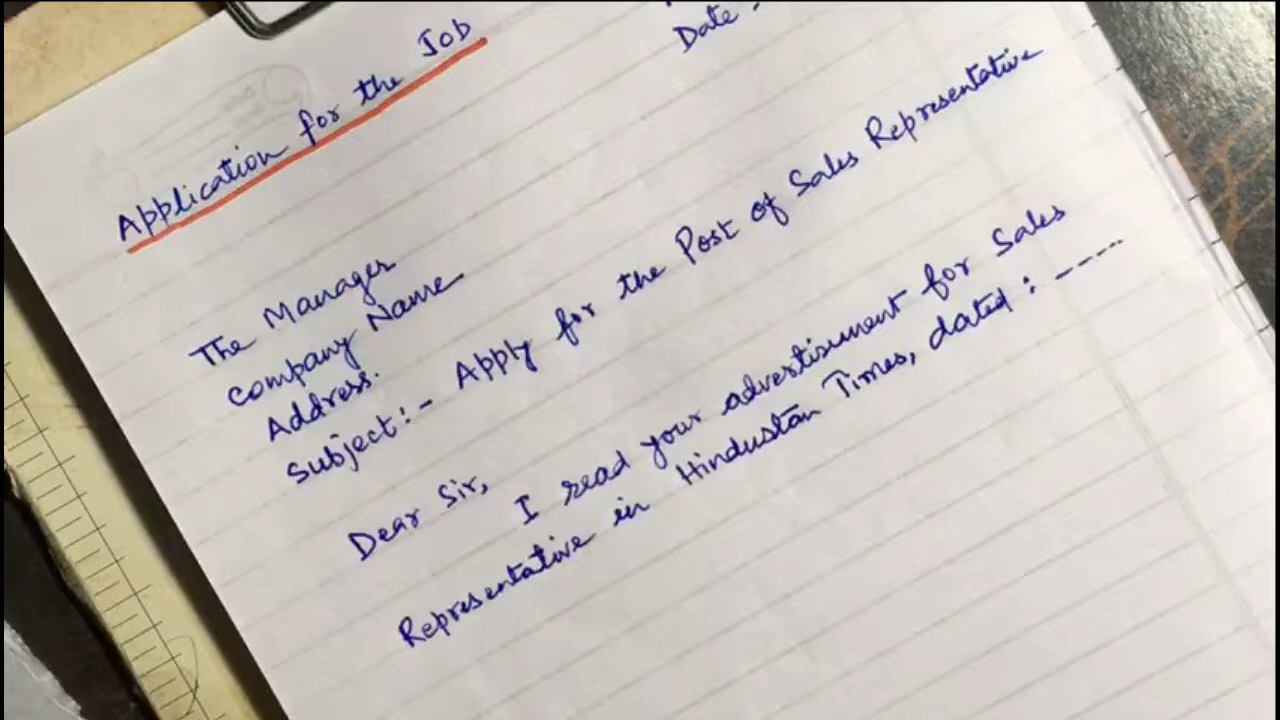 Application for the Job
Date -
The Manager
Company Name
Address.
Subject:- Apply for the Post of Sales Representative
Dear Sir,
I read your advertisment for Sales
Representative in Hindustan Times, dated : -----